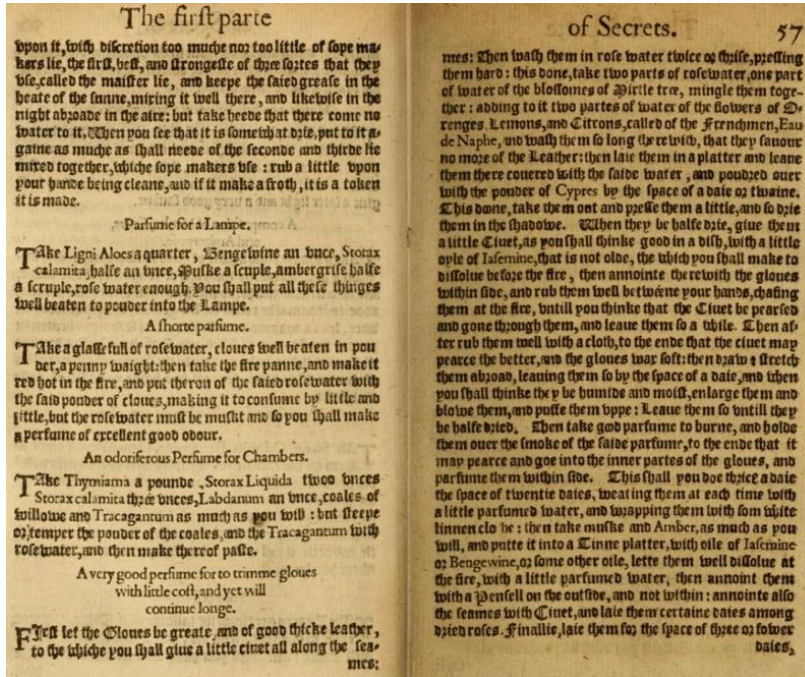 The first parte
vpon it, with discretion too muche nor too little of sope ma-
kers lie, the first, best, and strongeste of three sortes that they
vse, called the maister lie, and keepe the saied grease in the
heate of the sunne, mixing it well there, and likewise in the
night abroade in the aire: but take heede that there come no
water to it. When you see that it is somewhat drie, put to it a-
gaine as muche as shall neede of the seconde and thirde lie
mixed together, whiche sope makers vse: rub a little vpon
your hande being cleane, and if it make a froth, it is a token
it is made.
Parfume for a Lampe.
TAke Ligni Aloes a quarter, Bengewine an vnce, Storax
calamita, halfe an vnce, Muske a scuple, ambergrise halfe
a scruple, rose water enough. You shall put all these thinges
well beaten to pouder into the Lampe.
A shorte parfume.
TAke a glasse full of rosewater, cloues well beaten in pou
der, a penny waight: then take the fire panne, and make it
red hot in the fire, and put theron of the saied rosewater with
the said pouder of cloues, making it to consume by little and
little, but the rose water must be muskt and so you shall make
a perfume of excellent good odour.
An odoriferous Perfume for Chambers.
TAke Thymiama a pounde, Storax Liquida twoo vnces
Storax calamita three vnces, Labdanum an vnce, coales of
willowe and Tracagantum as much as you will: but steepe
or temper the pouder of the coales, and the Tracagantum with
rosewater, and then make thereof paste.
A very good perfume for to trimme gloues
with little cost, and yet will
continue longe.
FIrst let the Gloues be greate, and of good thicke leather,
to the whiche you shall giue a little ciuet all along the sea-
mes:
of Secrets. 57
mes: Then wash them in rose water twice or thrise, pressing
them hard: this done, take two parts of rosewater, one part
of water of the blossomes of Mirtle tree, mingle them toge-
ther: adding to it two partes of water of the flowers of O-
renges. Lemons, and Citrons, called of the Frenchmen, Eau
de Naphe, and wash them so long therewith, that they sauour
no more of the Leather: then laie them in a platter and leaue
them there couered with the saide water, and poudred ouer
with the pouder of Cypres by the space of a daie or twaine.
This doone, take them out and presse them a little, and so drie
them in the shadowe. When they be halfe drie, giue them
a little Ciuet, as you shall thinke good in a dish, with a little
oyle of Iasemine, that is not olde, the which you shall make to
dissolue before the fire, then annointe therewith the gloues
within side, and rub them well betweene your hands, chafing
them at the fire, vntill you thinke that the Ciuet be pearsed
and gone through them, and leaue them so a while. Then af-
ter rub them well with a cloth, to the ende that the ciuet may
pearce the better, and the gloues wax soft: then draw & stretch
them abroad, leauing them so by the space of a daie, and when
you shall thinke they be humide and moist, enlarge them and
blowe them, and puffe them vppe: Leaue them so vntill they
be halfe dried. Then take good parfume to burne, and holde
them ouer the smoke of the saide parfume, to the ende that it
may pearce and goe into the inner partes of the gloues, and
parfume them within side. This shall you doe thrice a daie
the space of twentie daies, weating them at each time with
a little parfumed water, and wrapping them with som white
linnen clo he: then take muske and Amber, as much as you
will, and putte it into a Tinne platter, with oile of Iasemine
or Bengewine, or some other oile, lette them well dissolue at
the fire, with a little parfumed water, then annoint them
with a Pensell on the outside, and not within: annointe also
the seames with Ciuet, and laie them certaine daies among
dried roses. Finallie, laie them for the space of three or fower
daies,